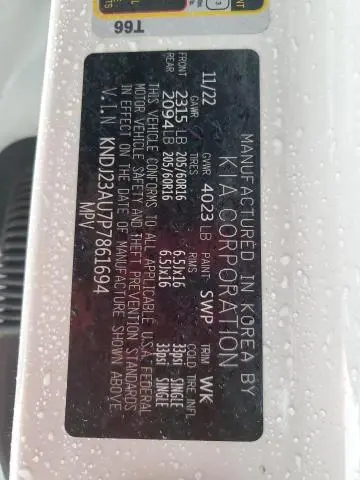 T66
MANUFACTURED IN KOREA BY
KIA CORPORATION
11/22 GVWR 4023 LB PAINT SWP TRIM WK
GAWR TIRES RIMS COLD TIRE INFL.
FRONT 2315 LB 205/60R16 6.5Jx16 33psi SINGLE
REAR 2094 LB 205/60R16 6.5Jx16 33psi SINGLE
THIS VEHICLE CONFORMS TO ALL APPLICABLE U.S.A. FEDERAL
MOTOR VEHICLE SAFETY AND THEFT PREVENTION STANDARDS
IN EFFECT ON THE DATE OF MANUFACTURE SHOWN ABOVE.
V.I.N KNDJ23AU7P7861694
MPV